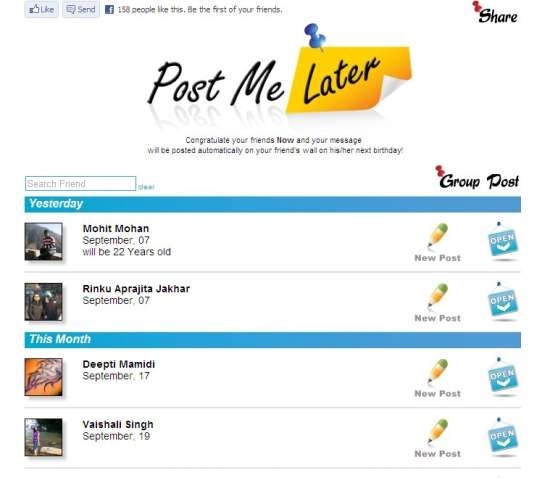 Like Send 158 people like this. Be the first of your friends.
Share
Post Me Later
Congratulate your friends Now and your message
will be posted automatically on your friend's wall on his/her next birthday!
Search Friend clear
Group Post
Yesterday
Mohit Mohan
September, 07
will be 22 Years old
New Post
OPEN
Rinku Aprajita Jakhar
September, 07
New Post
OPEN
This Month
Deepti Mamidi
September, 17
New Post
OPEN
Vaishali Singh
September, 19
New Post
OPEN